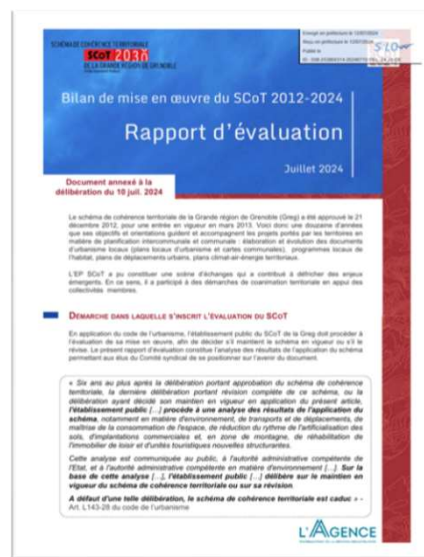 Envoyé en préfecture le 12/07/2024
Reçu en préfecture le 12/07/2024
Publié le
SCHÉMA DE COHÉRENCE TERRITORIALE
SCoT 2030
DE LA GRANDE RÉGION DE GRENOBLE
Bilan de mise en œuvre du SCoT 2012-2024
Rapport d'évaluation
Juillet 2024
Document annexé à la
délibération du 10 juil. 2024
Le schéma de cohérence territoriale de la Grande région de Grenoble (Greg) a été approuvé le 21
décembre 2012, pour une entrée en vigueur en mars 2013. Voici donc une douzaine d'années
que ses objectifs et orientations guident et accompagnent les projets portés par les territoires en
matière de planification intercommunale et communale : élaboration et évolution des documents
d'urbanisme locaux (plans locaux d'urbanisme et cartes communales), programmes locaux de
l'habitat, plans de déplacements urbains, plans climat-air-énergie territoriaux.
L'EP SCoT a pu constituer une scène d'échanges qui a contribué à défricher des enjeux
émergents. En ce sens, il a participé à des démarches de coanimation territoriale en appui des
collectivités membres.
DÉMARCHE DANS LAQUELLE S'INSCRIT L'ÉVALUATION DU SCOT
En application du code de l'urbanisme, l'établissement public du SCoT de la Greg doit procéder à
l'évaluation de sa mise en œuvre, afin de décider s'il maintient le schéma en vigueur ou s'il le
révise. Le présent rapport d'évaluation constitue l'analyse des résultats de l'application du schéma
permettant aux élus du Comité syndical de se positionner sur l'avenir du document.
« Six ans au plus après la délibération portant approbation du schéma de cohérence
territoriale, la dernière délibération portant révision complète de ce schéma, ou la
délibération ayant décidé son maintien en vigueur en application du présent article,
l'établissement public [...] procède à une analyse des résultats de l'application du
schéma, notamment en matière d'environnement, de transports et de déplacements, de
maîtrise de la consommation de l'espace, de réduction du rythme de l'artificialisation des
sols, d'implantations commerciales et, en zone de montagne, de réhabilitation de
l'immobilier de loisir et d'unités touristiques nouvelles structurantes.
Cette analyse est communiquée au public, à l'autorité administrative compétente de
l'Etat, et à l'autorité administrative compétente en matière d'environnement [...]. Sur la
base de cette analyse [...], l'établissement public [...] délibère sur le maintien en
vigueur du schéma de cohérence territoriale ou sur sa révision.
A défaut d'une telle délibération, le schéma de cohérence territoriale est caduc » -
Art. L143-28 du code de l'urbanisme
L'AGENCE